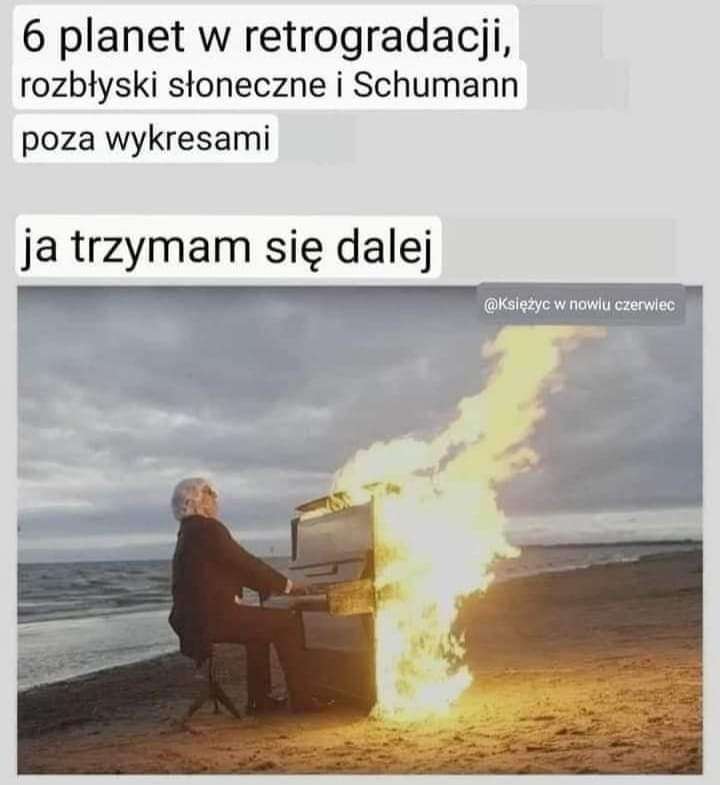 6 planet w retrogradacji,
rozbłyski słoneczne i Schumann
poza wykresami
ja trzymam się dalej
@Księżyc w nowiu czerwiec